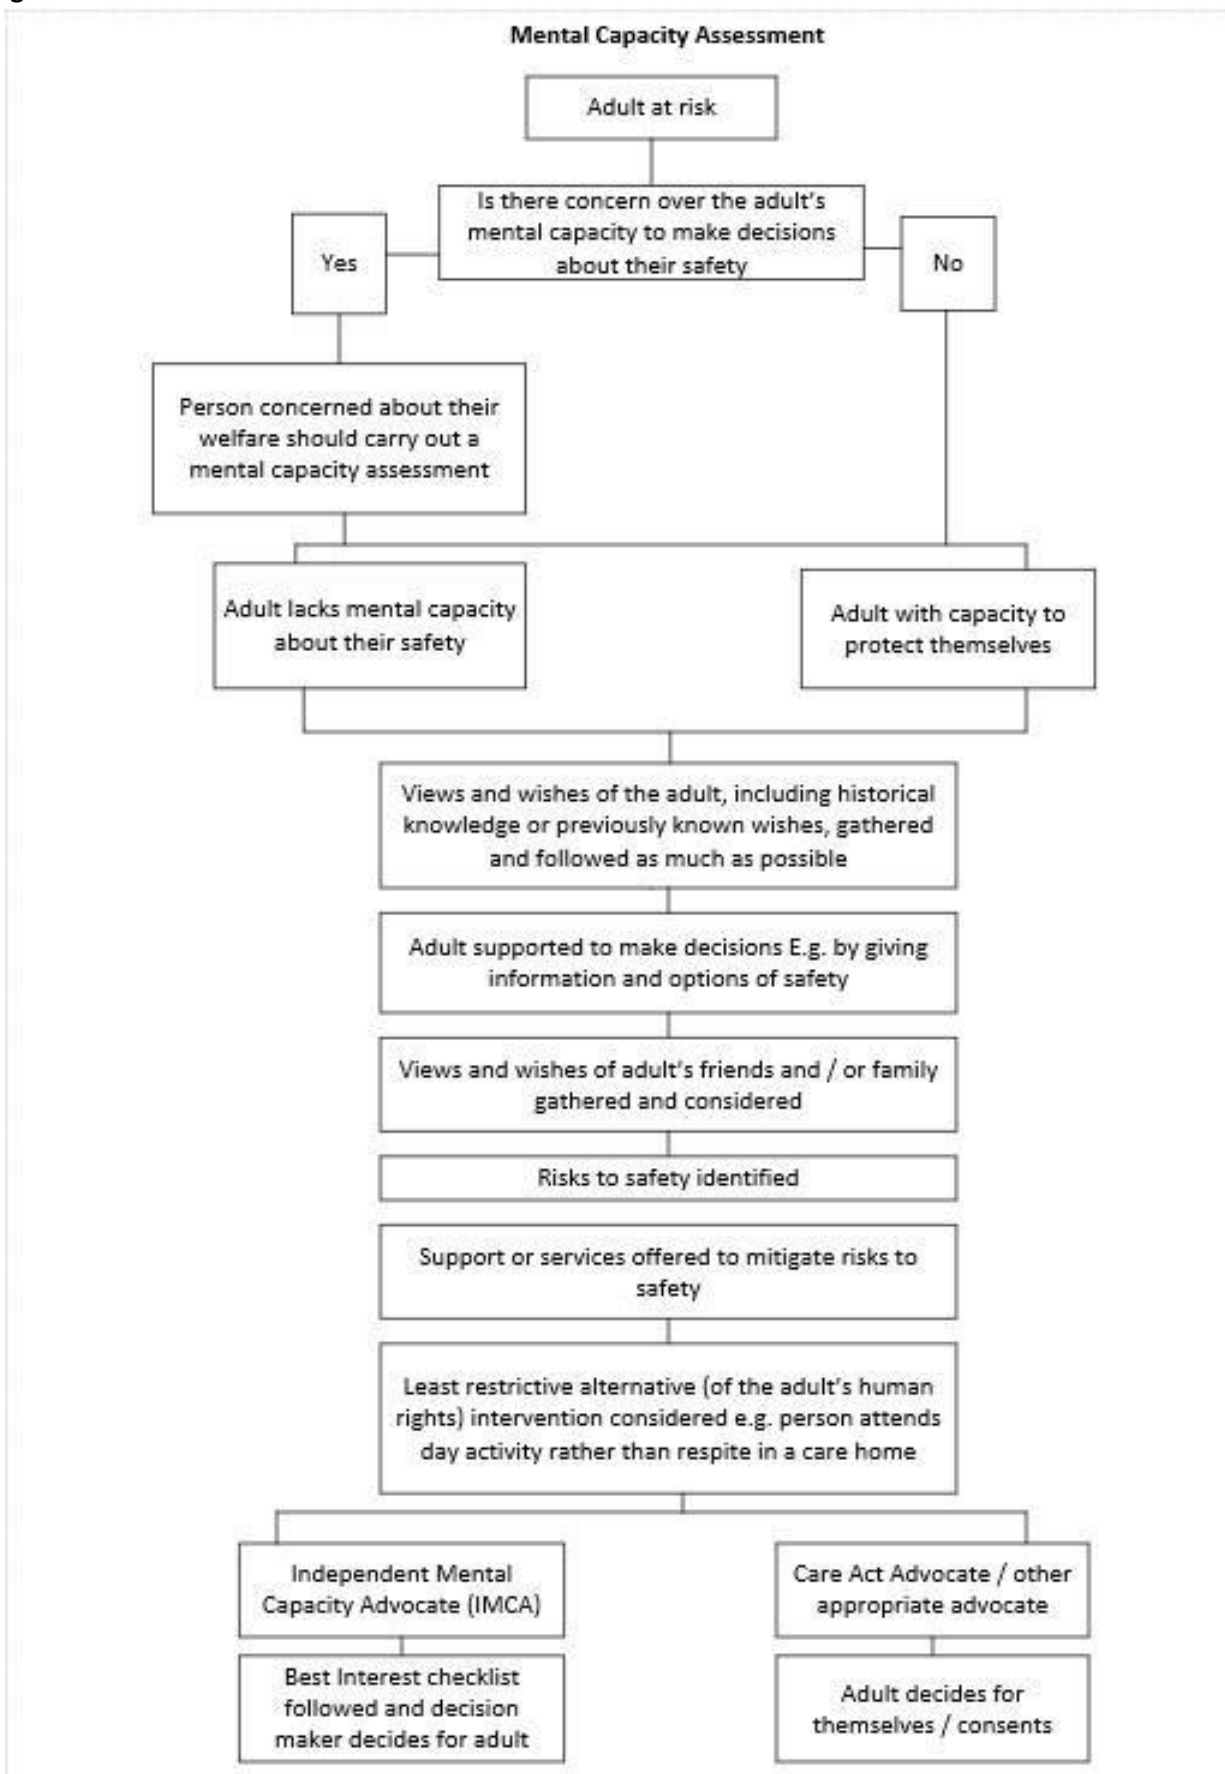 Mental Capacity Assessment
Adult at risk
Is there concern over the adult's
mental capacity to make decisions
about their safety
Yes
No
Person concerned about their
welfare should carry out a
mental capacity assessment
Adult lacks mental capacity
about their safety
Adult with capacity to
protect themselves
Views and wishes of the adult, including historical
knowledge or previously known wishes, gathered
and followed as much as possible
Adult supported to make decisions E.g. by giving
information and options of safety
Views and wishes of adult's friends and / or family
gathered and considered
Risks to safety identified
Support or services offered to mitigate risks to
safety
Least restrictive alternative (of the adult's human
rights) intervention considered e.g. person attends
day activity rather than respite in a care home
Independent Mental
Capacity Advocate (IMCA)
Care Act Advocate / other
appropriate advocate
Best Interest checklist
followed and decision
maker decides for adult
Adult decides for
themselves / consents